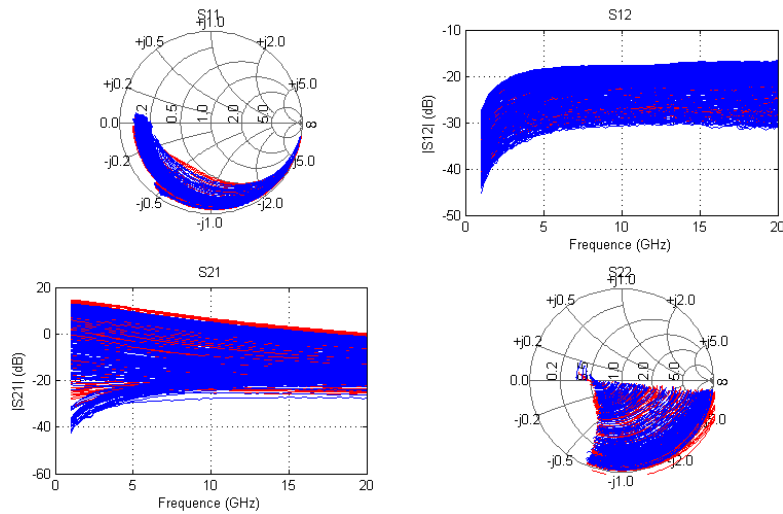 S11
+j1.0
+j0.5
+j2.0
+j0.2
+j5.0
0.0
0.2
0.5
1.0
2.0
5.0
∞
-j0.2
-j5.0
-j0.5
-j2.0
-j1.0
S12
-10
-20
-30
-40
-50
|S12| (dB)
0
5
10
15
20
Frequence (GHz)
S21
20
0
-20
-40
-60
|S21| (dB)
0
5
10
15
20
Frequence (GHz)
S22
+j1.0
+j0.5
+j2.0
+j0.2
+j5.0
0.0
0.2
1.0
2.0
5.0
∞
-j0.2
-j0.5
-j2.0
-j1.0